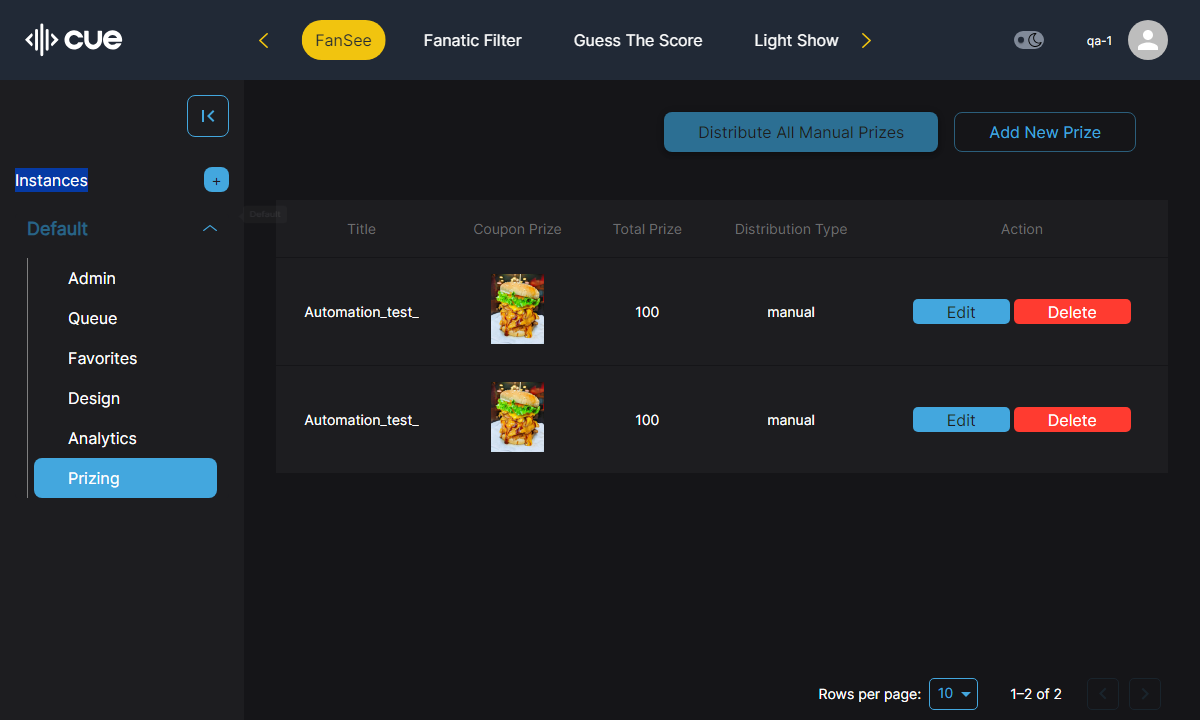 cue
FanSee
Fanatic Filter
Guess The Score
Light Show
qa-1
Distribute All Manual Prizes
Add New Prize
Instances
+
Default
Default
Admin
Queue
Favorites
Design
Analytics
Prizing
Title Coupon Prize Total Prize Distribution Type Action
Automation_test_ 100 manual Edit Delete
Automation_test_ 100 manual Edit Delete
Rows per page: 10 1–2 of 2